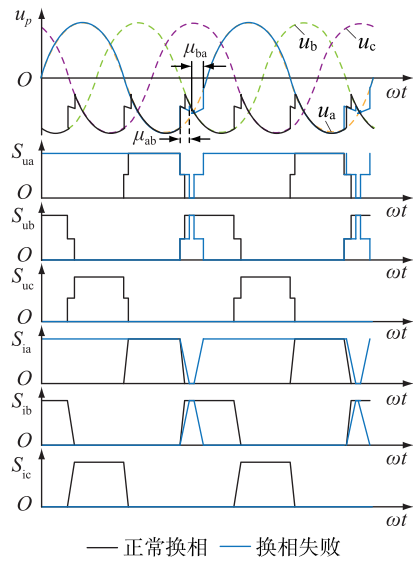 u_p
μ_ba
u_b
u_c
O
ωt
u_a
μ_ab
S_ua
O
ωt
S_ub
O
ωt
S_uc
O
ωt
S_ia
O
ωt
S_ib
O
ωt
S_ic
O
ωt
正常换相 换相失败